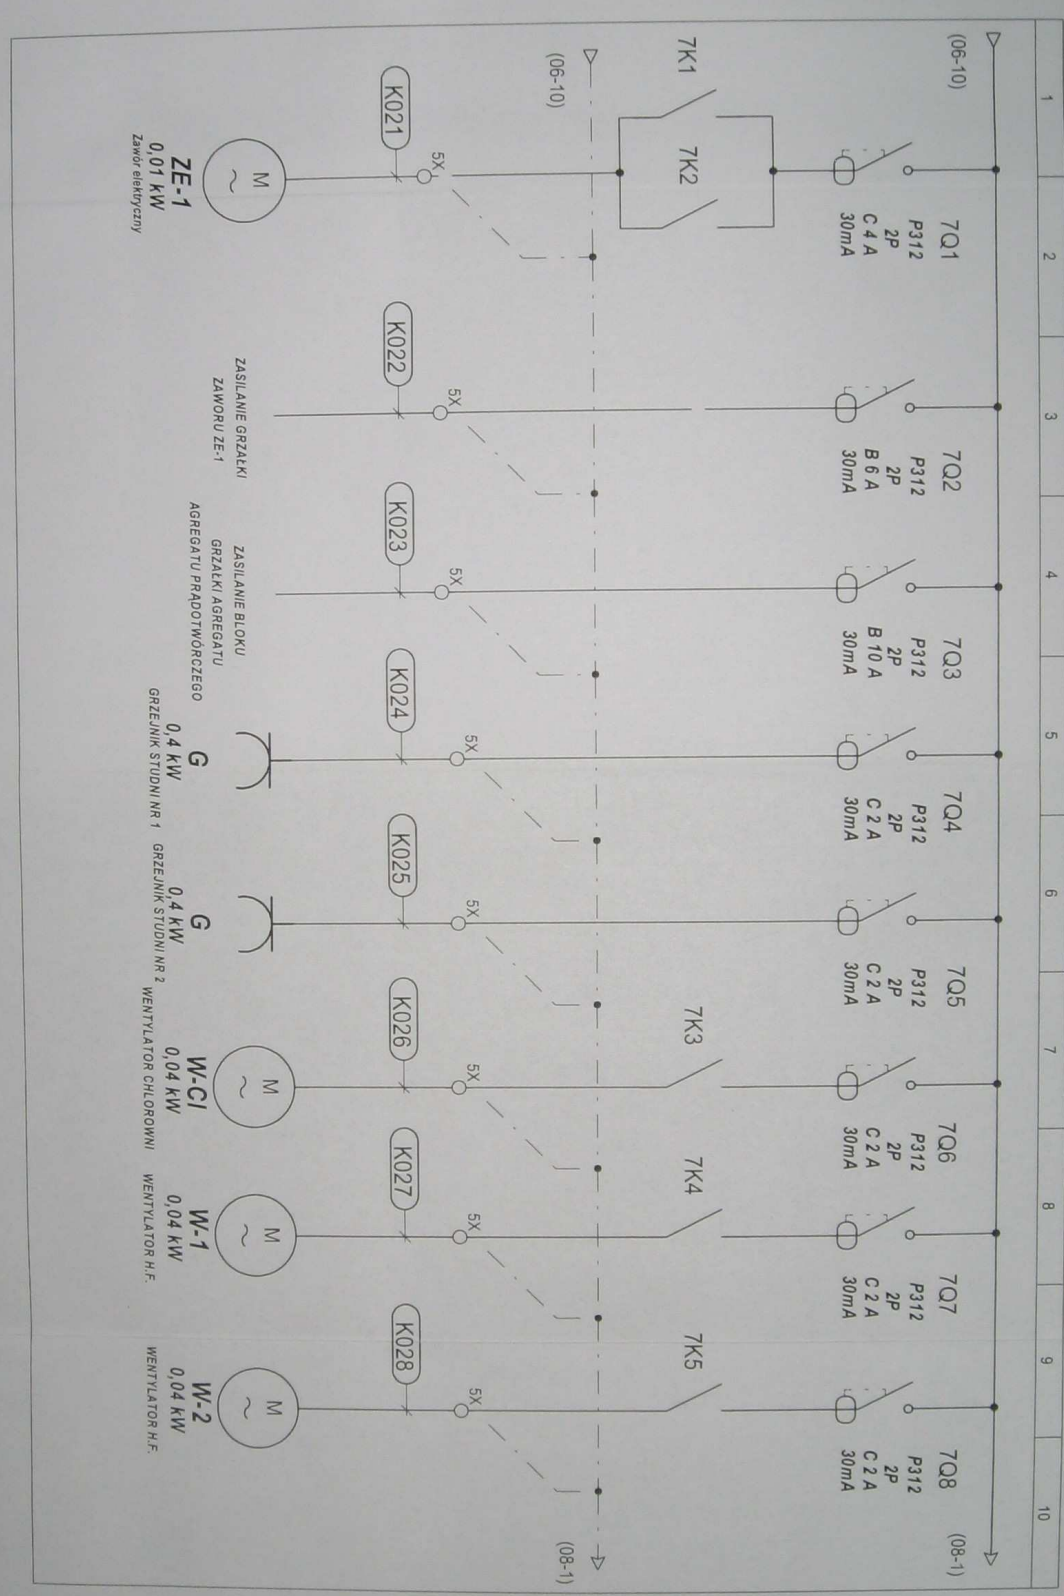 1
2
3
4
5
6
7
8
9
10
(06-10)
(08-1)
7Q1
P312
2P
C 4 A
30mA
7Q2
P312
2P
B 6 A
30mA
7Q3
P312
2P
B 10 A
30mA
7Q4
P312
2P
C 2 A
30mA
7Q5
P312
2P
C 2 A
30mA
7Q6
P312
2P
C 2 A
30mA
7Q7
P312
2P
C 2 A
30mA
7Q8
P312
2P
C 2 A
30mA
7K1
7K2
7K3
7K4
7K5
(06-10)
(08-1)
5X
5X
5X
5X
5X
5X
5X
5X
K021
K022
K023
K024
K025
K026
K027
K028
M
~
ZE-1
0,01 kW
Zawór elektryczny
ZASILANIE GRZAŁKI
ZAWORU ZE-1
ZASILANIE BLOKU
GRZAŁKI AGREGATU
AGREGATU PRĄDOTWÓRCZEGO
G
0,4 kW
GRZEJNIK STUDNI NR 1
G
0,4 kW
GRZEJNIK STUDNI NR 2
M
~
W-Cl
0,04 kW
WENTYLATOR CHLOROWNI
M
~
W-1
0,04 kW
WENTYLATOR H.F.
M
~
W-2
0,04 kW
WENTYLATOR H.F.